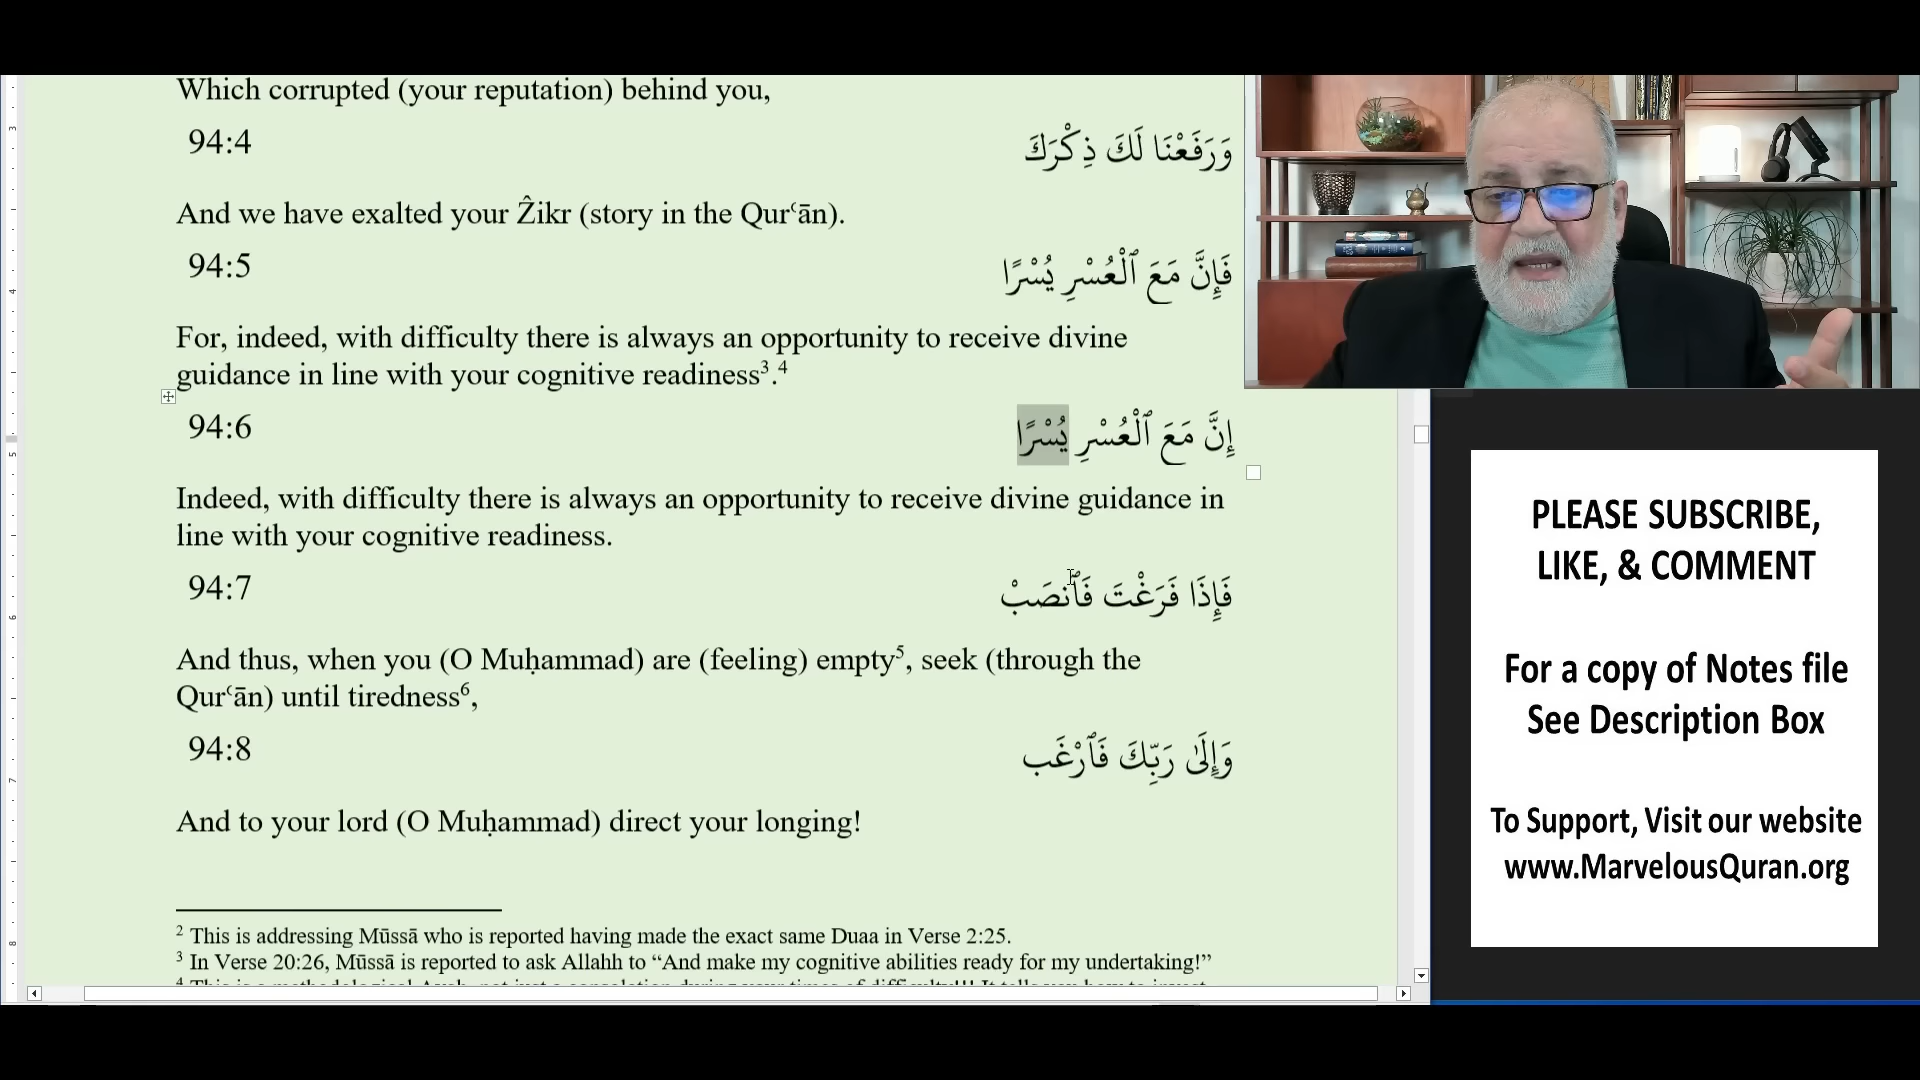 Which corrupted (your reputation) behind you,
94:4
وَرَفَعْنَا لَكَ ذِكْرَكَ
And we have exalted your Ẑikr (story in the Qurʿān).
94:5
فَإِنَّ مَعَ ٱلْعُسْرِ يُسْرًا
For, indeed, with difficulty there is always an opportunity to receive divine
guidance in line with your cognitive readiness³.⁴
94:6
إِنَّ مَعَ ٱلْعُسْرِ يُسْرًا
Indeed, with difficulty there is always an opportunity to receive divine guidance in
line with your cognitive readiness.
94:7
فَإِذَا فَرَغْتَ فَٱنصَبْ
And thus, when you (O Muḥammad) are (feeling) empty⁵, seek (through the
Qurʿān) until tiredness⁶,
94:8
وَإِلَىٰ رَبِّكَ فَٱرْغَب
And to your lord (O Muḥammad) direct your longing!
² This is addressing Mūssā who is reported having made the exact same Duaa in Verse 2:25.
³ In Verse 20:26, Mūssā is reported to ask Allahh to “And make my cognitive abilities ready for my undertaking!”
PLEASE SUBSCRIBE,
LIKE, & COMMENT
For a copy of Notes file
See Description Box
To Support, Visit our website
www.MarvelousQuran.org